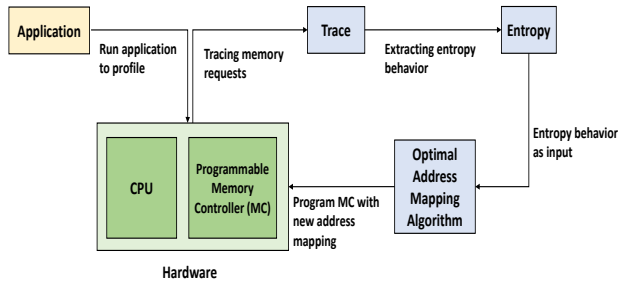 Application
Run application
to profile
Tracing memory
requests
Trace
Extracting entropy
behavior
Entropy
Entropy behavior
as input
Optimal
Address
Mapping
Algorithm
Program MC with
new address
mapping
CPU
Programmable
Memory
Controller (MC)
Hardware